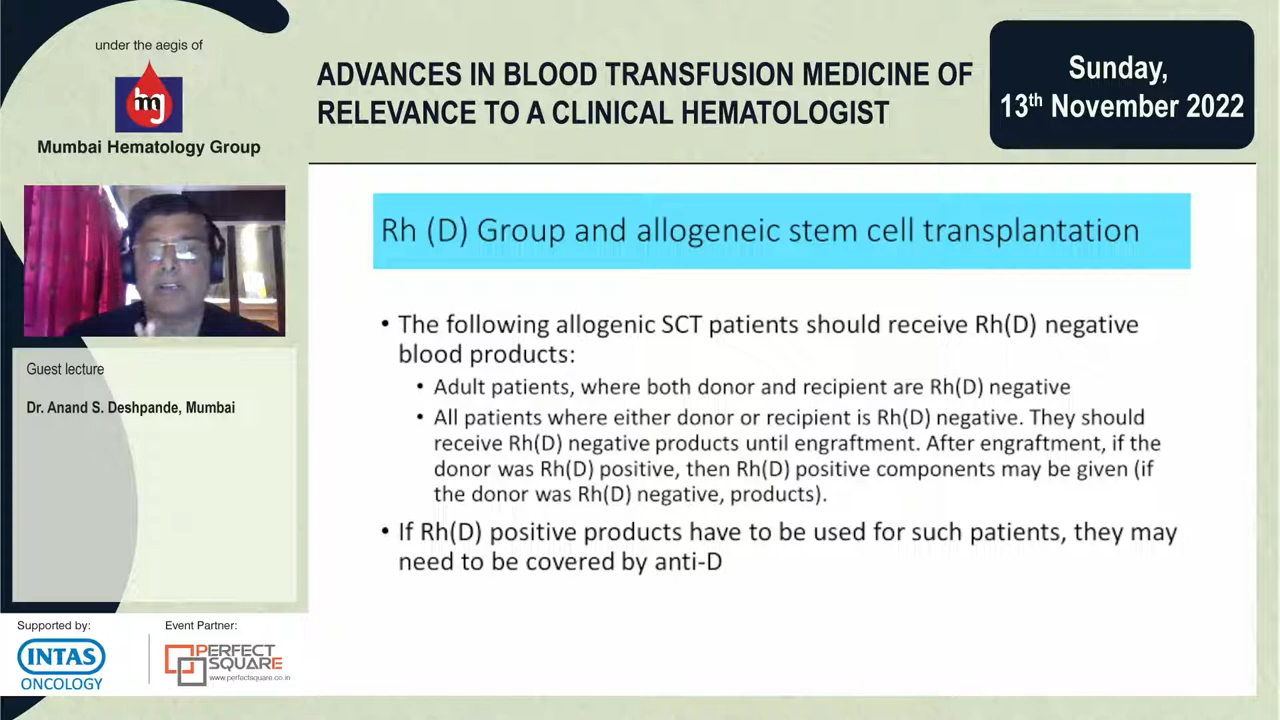 under the aegis of
hg
Mumbai Hematology Group
ADVANCES IN BLOOD TRANSFUSION MEDICINE OF
RELEVANCE TO A CLINICAL HEMATOLOGIST
Sunday,
13th November 2022
Guest lecture
Dr. Anand S. Deshpande, Mumbai
Rh (D) Group and allogeneic stem cell transplantation
• The following allogenic SCT patients should receive Rh(D) negative
blood products:
• Adult patients, where both donor and recipient are Rh(D) negative
• All patients where either donor or recipient is Rh(D) negative. They should
receive Rh(D) negative products until engraftment. After engraftment, if the
donor was Rh(D) positive, then Rh(D) positive components may be given (if
the donor was Rh(D) negative, products).
• If Rh(D) positive products have to be used for such patients, they may
need to be covered by anti-D
Supported by:
INTAS
ONCOLOGY
Event Partner:
PERFECT
SQUARE
www.perfectsquare.co.in